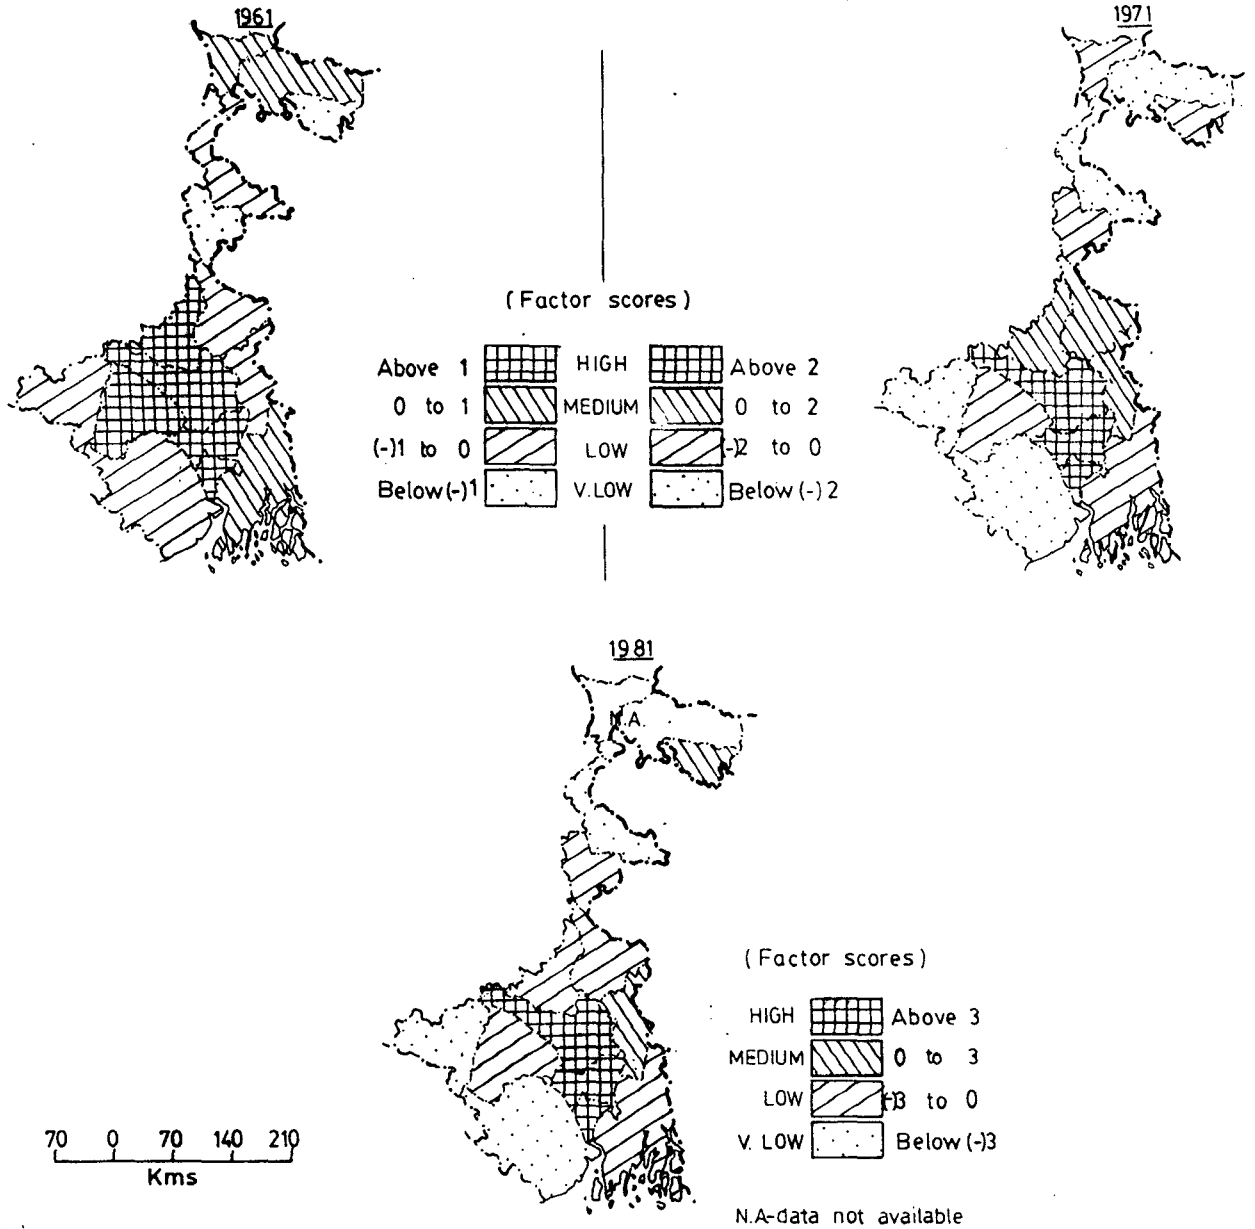 1961
1971
(Factor scores)
Above 1 HIGH Above 2
0 to 1 MEDIUM 0 to 2
(-)1 to 0 LOW (-)2 to 0
Below (-)1 V.LOW Below (-) 2
1981
N.A.
(Factor scores)
HIGH Above 3
MEDIUM 0 to 3
LOW (-)3 to 0
V. LOW Below (-)3
70 0 70 140 210
Kms
N.A-data not available